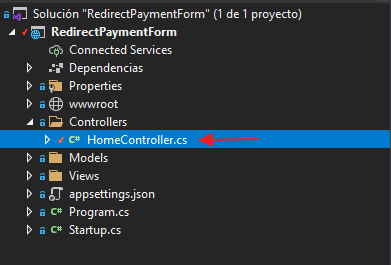 Solución "RedirectPaymentForm" (1 de 1 proyecto)
RedirectPaymentForm
Connected Services
Dependencias
Properties
wwwroot
Controllers
C# HomeController.cs
Models
Views
appsettings.json
C# Program.cs
C# Startup.cs